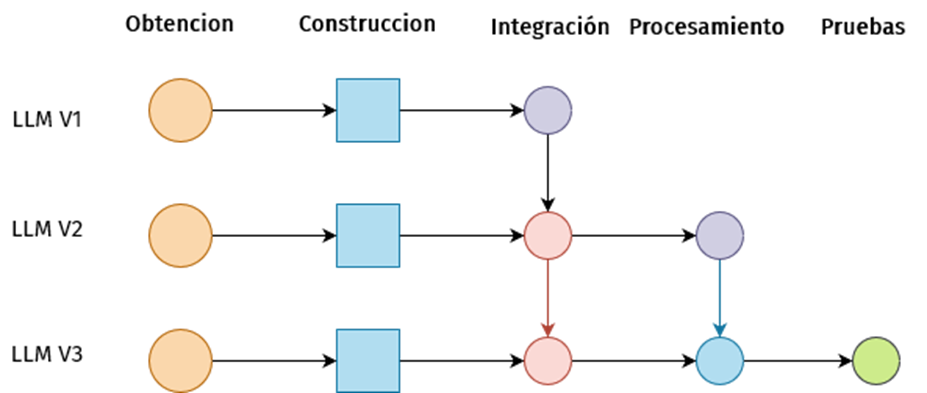 Obtencion Construccion Integración Procesamiento Pruebas
LLM V1
LLM V2
LLM V3